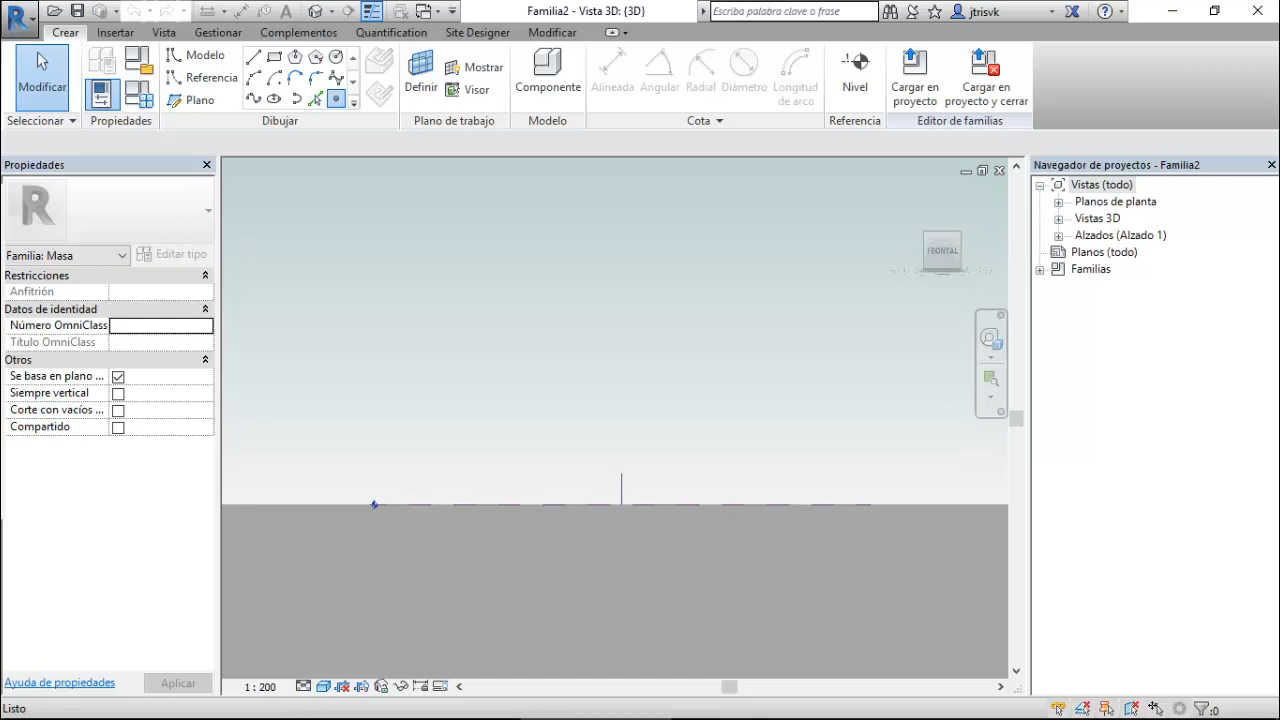 Familia2 - Vista 3D: {3D}
Escriba palabra clave o frase
jtrisvk
Crear
Insertar
Vista
Gestionar
Complementos
Quantification
Site Designer
Modificar
Modificar
Modelo
Referencia
Plano
Definir
Mostrar
Visor
Componente
Alineada
Angular
Radial
Diámetro
Longitud
de arco
Nivel
Cargar en
proyecto
Cargar en
proyecto y cerrar
Seleccionar
Propiedades
Dibujar
Plano de trabajo
Modelo
Cota
Referencia
Editor de familias
Propiedades
Familia: Masa
Editar tipo
Restricciones
Anfitrión
Datos de identidad
Número OmniClass
Título OmniClass
Otros
Se basa en plano ...
Siempre vertical
Corte con vacíos ...
Compartido
Ayuda de propiedades
Aplicar
FRONTAL
Navegador de proyectos - Familia2
Vistas (todo)
Planos de planta
Vistas 3D
Alzados (Alzado 1)
Planos (todo)
Familias
1 : 200
Listo
:0